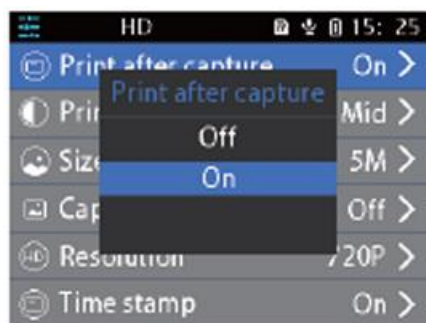 HD 15: 25
Print after capture On
Print after capture
Mid
Off
Size 5M
On
Off
Resolution 720P
Time stamp On